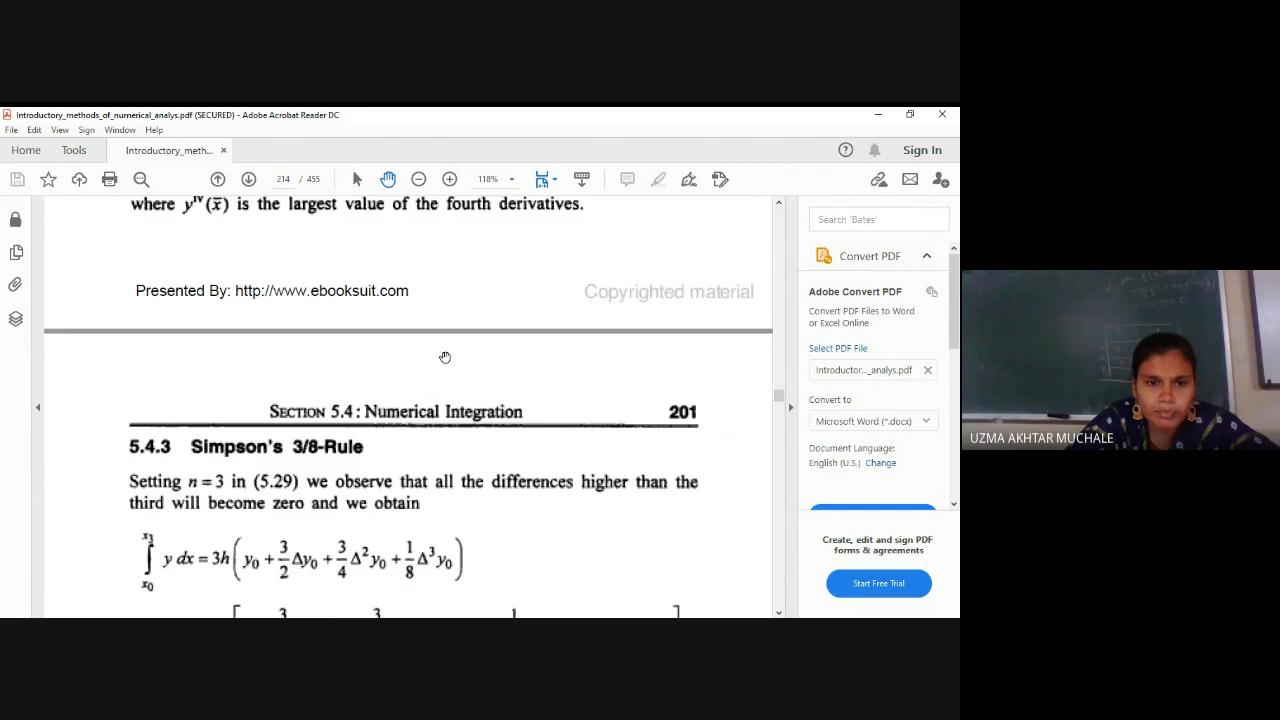 Introductory_methods_of_numerical_analys.pdf (SECURED) - Adobe Acrobat Reader DC
File Edit View Sign Window Help
Home Tools Introductory_meth... × Sign In
214 / 455 118%
where yIV(x̄) is the largest value of the fourth derivatives.
Presented By: http://www.ebooksuit.com Copyrighted material
SECTION 5.4 : Numerical Integration 201
5.4.3 Simpson's 3/8-Rule
Setting n = 3 in (5.29) we observe that all the differences higher than the
third will become zero and we obtain
∫x0x3 y dx = 3h (y0 + 3/2 Δy0 + 3/4 Δ²y0 + 1/8 Δ³y0)
Search 'Bates'
Convert PDF
Adobe Convert PDF
Convert PDF Files to Word
or Excel Online
Select PDF File
Introductor..._analys.pdf
Convert to
Microsoft Word (*.docx)
Document Language:
English (U.S.) Change
Create, edit and sign PDF
forms & agreements
Start Free Trial
UZMA AKHTAR MUCHALE